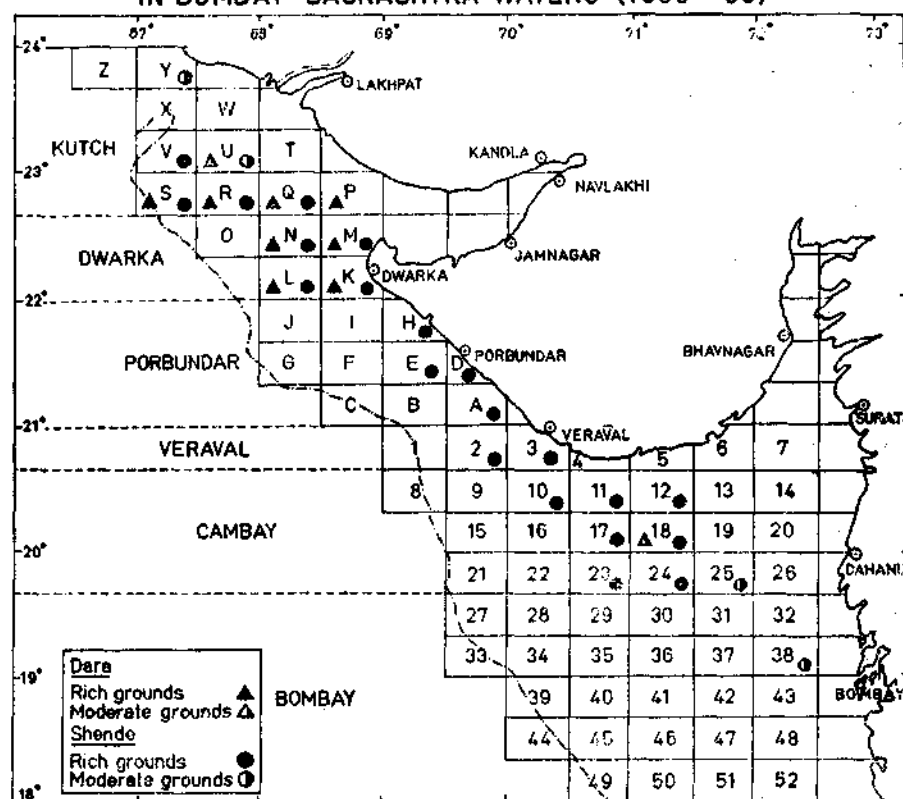 IN BOMBAY SAURASHTRA WATERS
67° 68° 69° 70° 71° 72° 73°
24°
Z Y LAKHPAT
X W
KUTCH V U T KANDLA
23° NAVLAKHI
S R Q P
O N M JAMNAGAR
DWARKA L K DWARKA
22°
J I H
PORBUNDAR G F E D PORBUNDAR BHAVNAGAR
C B A SURAT
21°
VERAVAL 2 3 VERAVAL 4 5 6 7
8 9 10 11 12 13 14
CAMBAY 15 16 17 18 19 20
20°
21 22 23 24 25 26 DAHANU
27 28 29 30 31 32
33 34 35 36 37 38
19°
BOMBAY 39 40 41 42 43 BOMBAY
44 45 46 47 48
49 50 51 52
18°
Dara
Rich grounds
Moderate grounds
Shende
Rich grounds
Moderate grounds